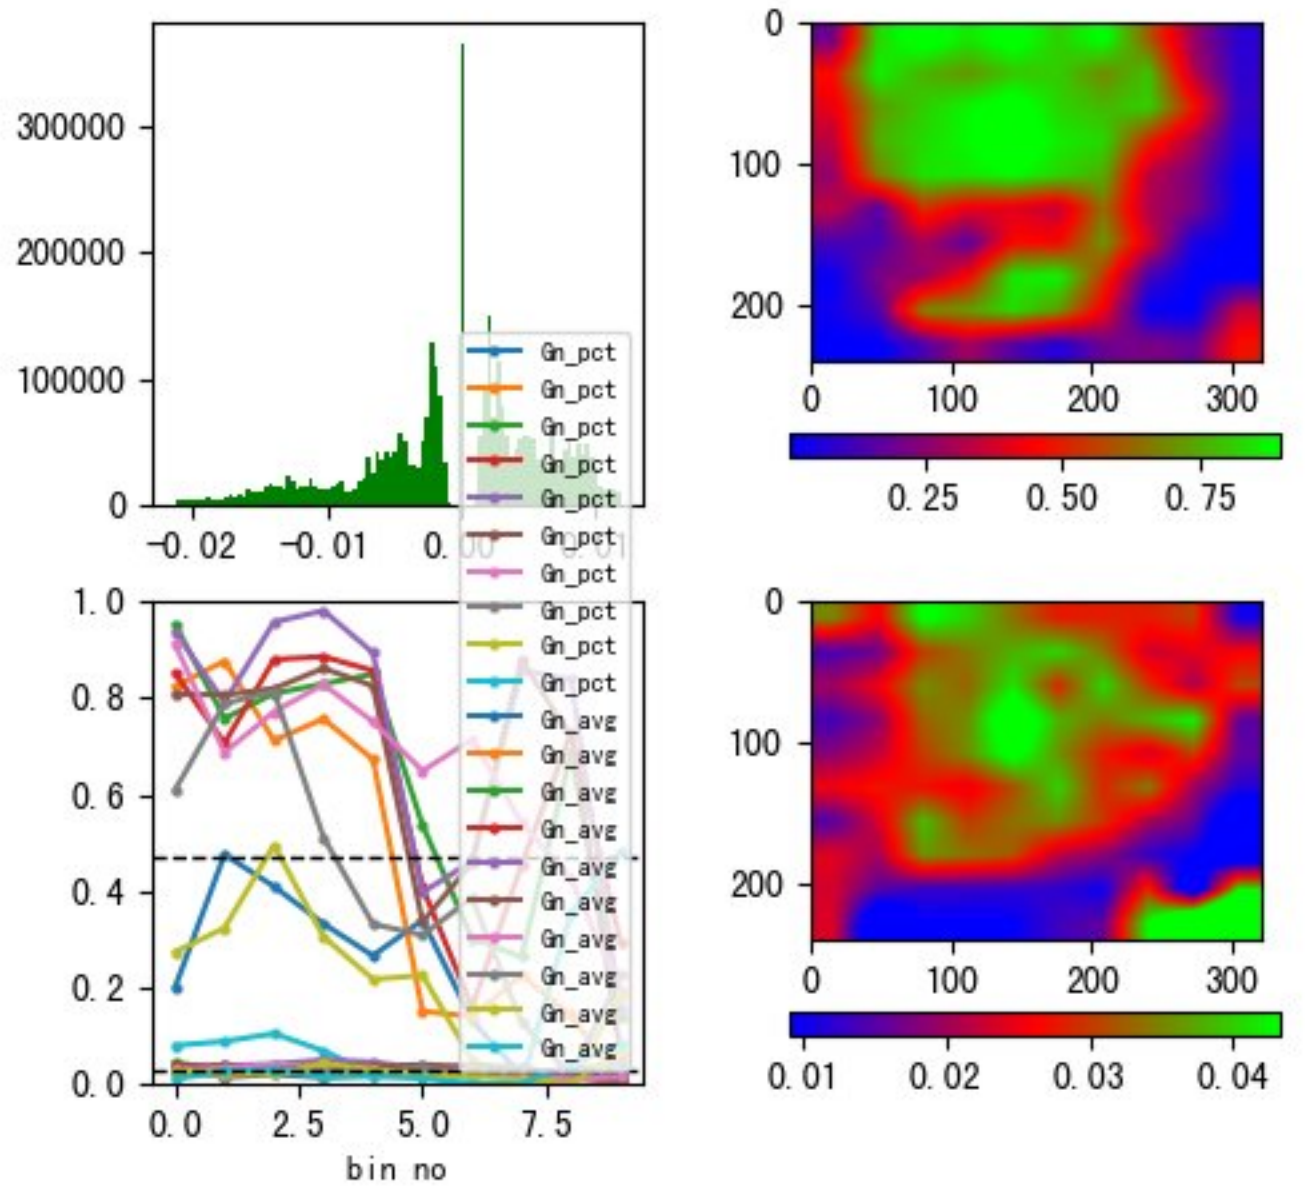 300000
200000
100000
0
-0.02 -0.01 0.00 0.01
0
100
200
0 100 200 300
0.25 0.50 0.75
Gn_pct
Gn_pct
Gn_pct
Gn_pct
Gn_pct
Gn_pct
Gn_pct
Gn_pct
Gn_pct
Gn_pct
Gn_avg
Gn_avg
Gn_avg
Gn_avg
Gn_avg
Gn_avg
Gn_avg
Gn_avg
Gn_avg
Gn_avg
1.0
0.8
0.6
0.4
0.2
0.0
0.0 2.5 5.0 7.5
bin no
0
100
200
0 100 200 300
0.01 0.02 0.03 0.04